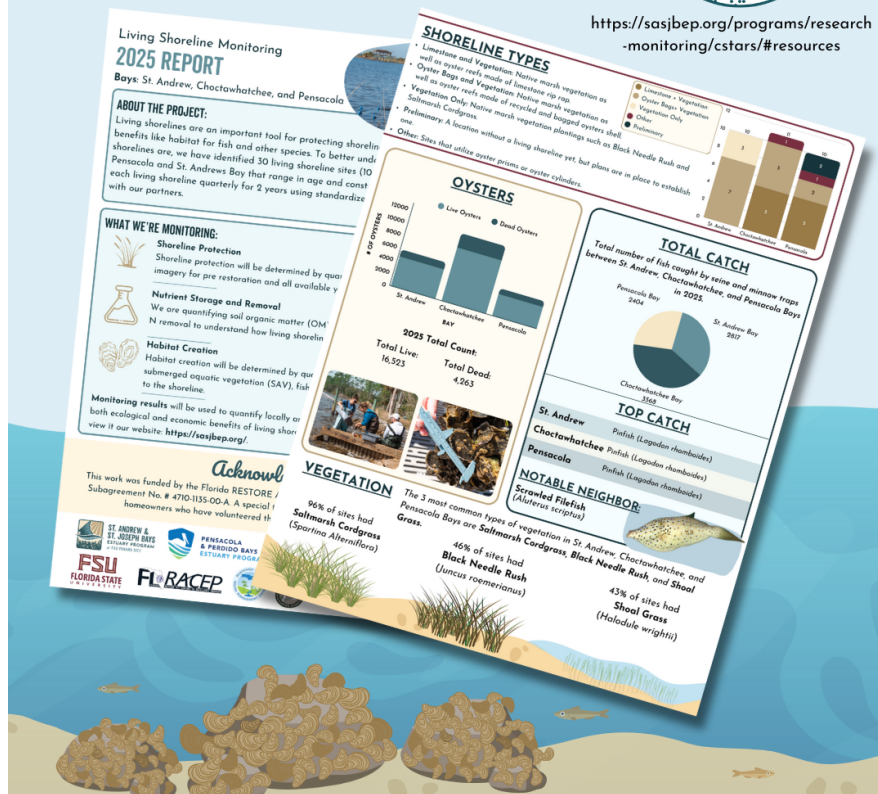 https://sasjbep.org/programs/research
-monitoring/cstars/#resources
Living Shoreline Monitoring
2025 REPORT
Bays: St. Andrew, Choctawhatchee, and Pensacola
ABOUT THE PROJECT:
Living shorelines are an important tool for protecting
benefits like habitat for fish and other species. To better
shorelines are, we have identified 30 living shoreline sites (10
Pensacola and St. Andrews Bay that range in age and
each living shoreline quarterly for 2 years using
with our partners.
WHAT WE'RE MONITORING:
Shoreline Protection
Shoreline protection will be determined by
imagery for pre restoration and all available
Nutrient Storage and Removal
We are quantifying soil organic matter (OM)
N removal to understand how living
Habitat Creation
Habitat creation will be determined by
submerged aquatic vegetation (SAV), fish
to the shoreline.
Monitoring results will be used to quantify
both ecological and economic benefits of living
view it our website: https://sasjbep.org/.
This work was funded by the Florida RESTORE
Subagreement No. # 4710-1135-00-A. A special
homeowners who have volunteered
ST. ANDREW &
ST. JOSEPH BAYS
ESTUARY PROGRAM
PENSACOLA
& PERDIDO BAYS
ESTUARY PROGRAM
FSU
FLORIDA STATE
UNIVERSITY
FL RACEP
SHORELINE TYPES
Limestone and Vegetation: Native marsh vegetation as
well as oyster reefs made of limestone rip rap.
Oyster Bags and Vegetation: Native marsh vegetation as
well as oyster reefs made of recycled and bagged oysters shell.
Vegetation Only: Native marsh vegetation plantings such as Black Needle Rush and
Saltmarsh Cordgrass.
Preliminary: A location without a living shoreline yet, but plans are in place to establish
one.
Other: Sites that utilize oyster prisms or oyster cylinders.
Limestone + Vegetation
Oyster Bags+ Vegetation
Vegetation Only
Other
Preliminary
10
11
10
St. Andrew
Choctawhatchee
Pensacola
OYSTERS
Live Oysters
Dead Oysters
# OF OYSTERS
12000
10000
8000
6000
4000
2000
0
St. Andrew
Choctawhatchee
Pensacola
BAY
2025 Total Count:
Total Live:
16,523
Total Dead:
4,263
TOTAL CATCH
Total number of fish caught by seine and minnow traps
between St. Andrew, Choctawhatchee, and Pensacola Bays
in 2025.
Pensacola Bay
2404
St. Andrew Bay
2817
Choctawhatchee Bay
3568
TOP CATCH
St. Andrew Pinfish (Lagodon rhomboides)
Choctawhatchee Pinfish (Lagodon rhomboides)
Pensacola Pinfish (Lagodon rhomboides)
NOTABLE NEIGHBOR:
Scrawled Filefish
(Aluterus scriptus)
VEGETATION
The 3 most common types of vegetation in St. Andrew, Choctawhatchee, and
Pensacola Bays are Saltmarsh Cordgrass, Black Needle Rush, and Shoal
Grass.
96% of sites had
Saltmarsh Cordgrass
(Spartina Alterniflora)
46% of sites had
Black Needle Rush
(Juncus roemerianus)
43% of sites had
Shoal Grass
(Halodule wrightii)